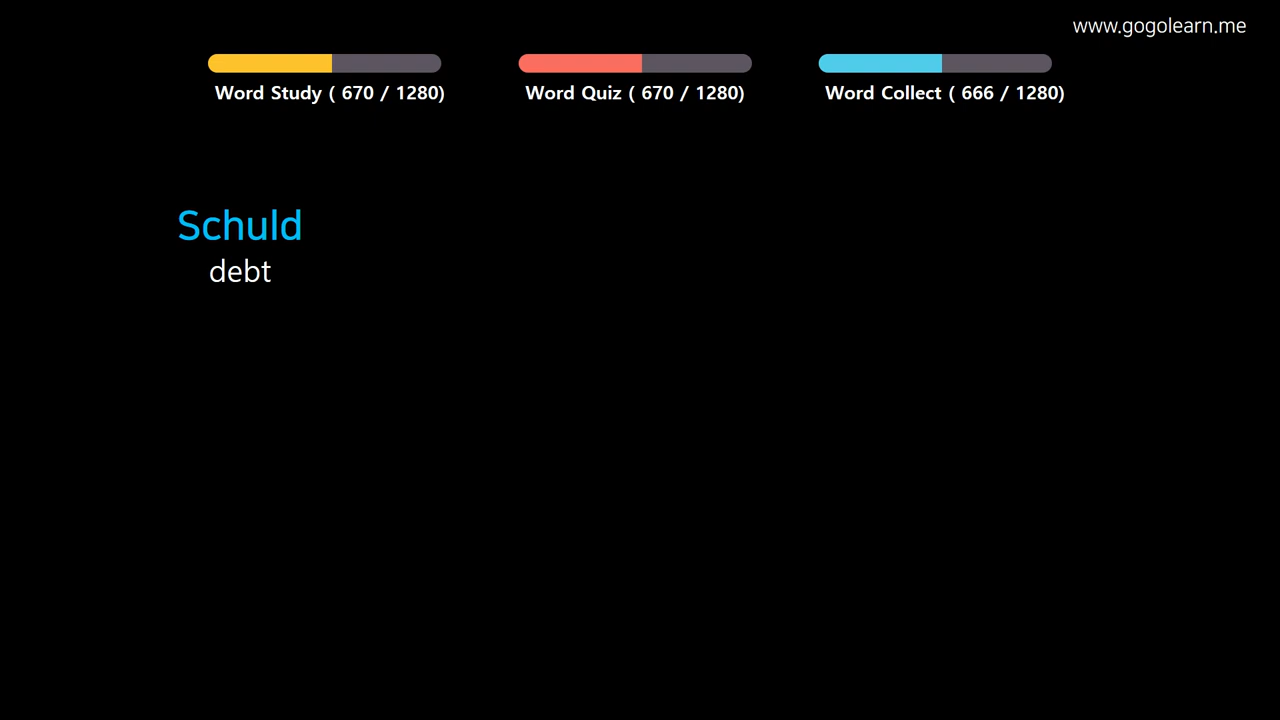 www.gogolearn.me
Word Study ( 670 / 1280)
Word Quiz ( 670 / 1280)
Word Collect ( 666 / 1280)
Schuld
debt